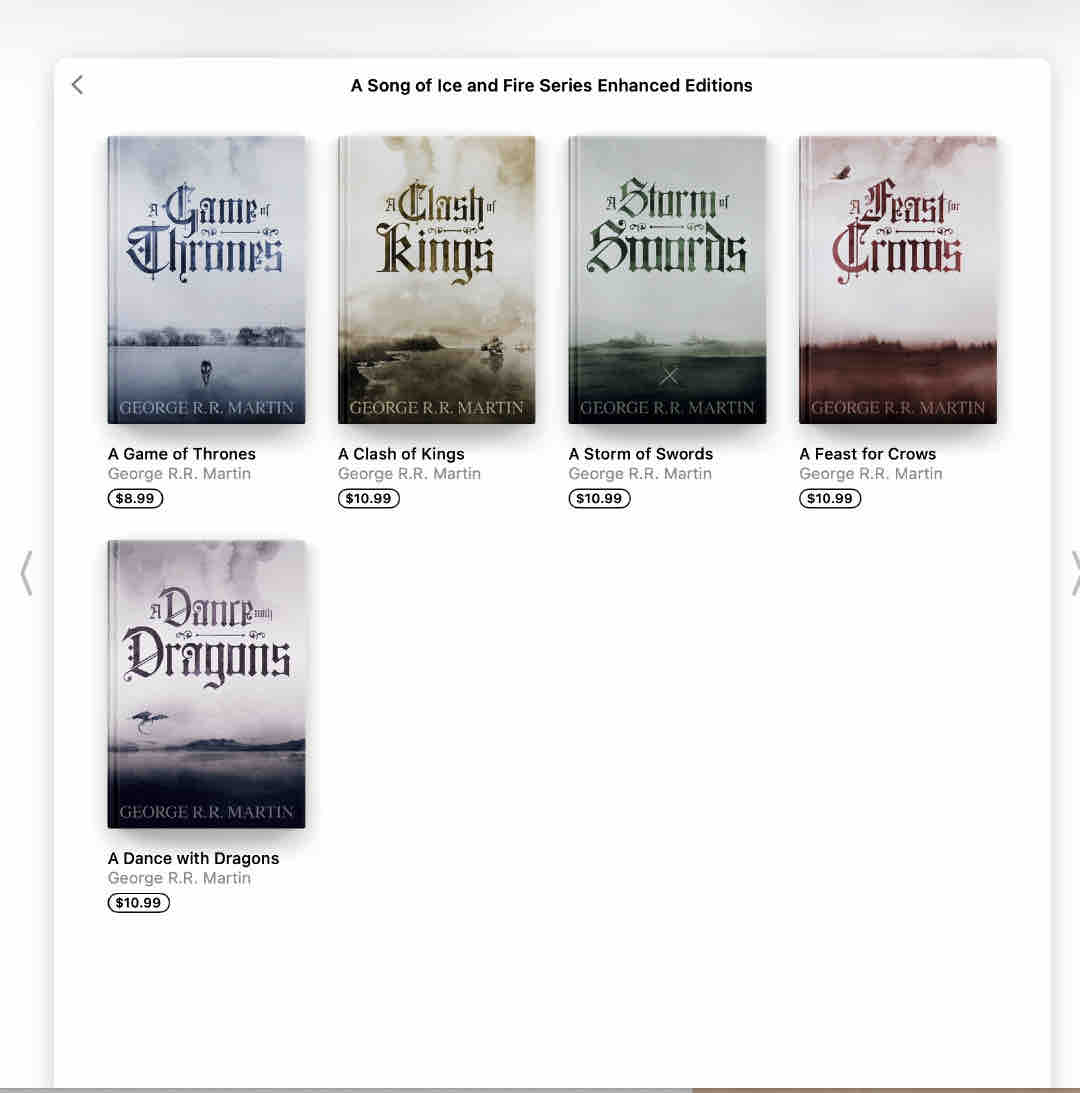 A Song of Ice and Fire Series Enhanced Editions
A Game of
Thrones
GEORGE R.R. MARTIN
A Clash of
Kings
GEORGE R.R. MARTIN
A Storm of
Swords
GEORGE R.R. MARTIN
A Feast for
Crows
GEORGE R.R. MARTIN
A Game of Thrones
George R.R. Martin
$8.99
A Clash of Kings
George R.R. Martin
$10.99
A Storm of Swords
George R.R. Martin
$10.99
A Feast for Crows
George R.R. Martin
$10.99
A Dance with
Dragons
GEORGE R.R. MARTIN
A Dance with Dragons
George R.R. Martin
$10.99